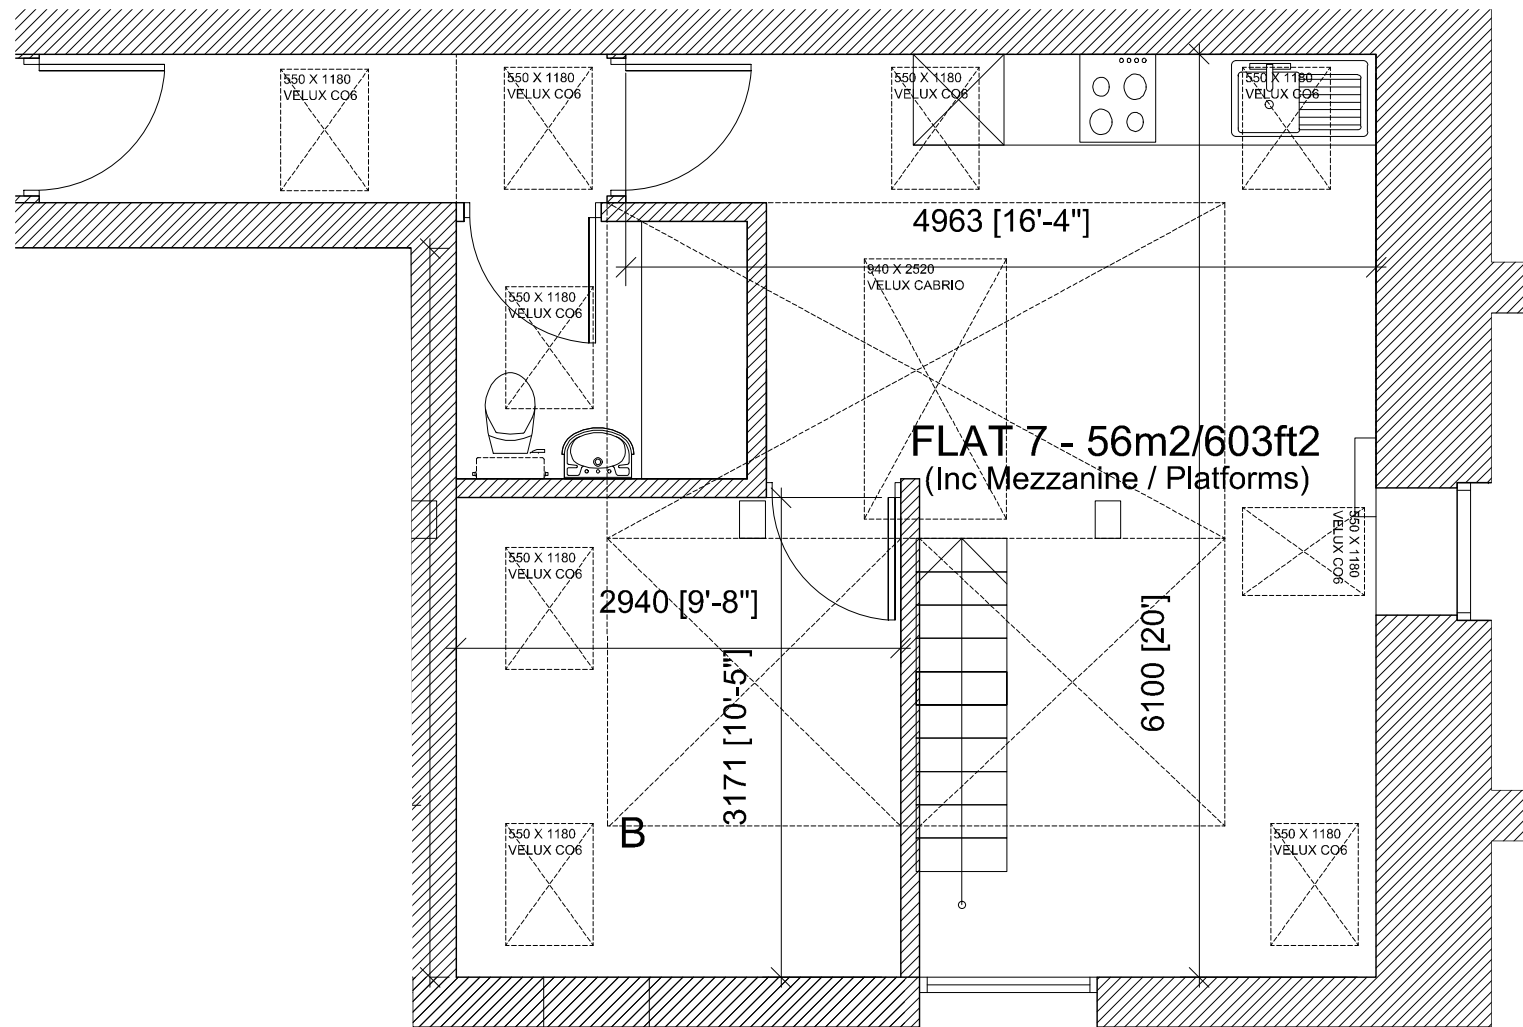 550 X 1180
VELUX CO6
550 X 1180
VELUX CO6
550 X 1180
VELUX CO6
550 X 1180
VELUX CO6
4963 [16'-4"]
940 X 2520
VELUX CABRIO
550 X 1180
VELUX CO6
FLAT 7 - 56m2/603ft2
(Inc Mezzanine / Platforms)
550 X 1180
VELUX CO6
550 X 1180
VELUX CO6
2940 [9'-8"]
3171 [10'-5"]
6100 [20']
B
550 X 1180
VELUX CO6
550 X 1180
VELUX CO6